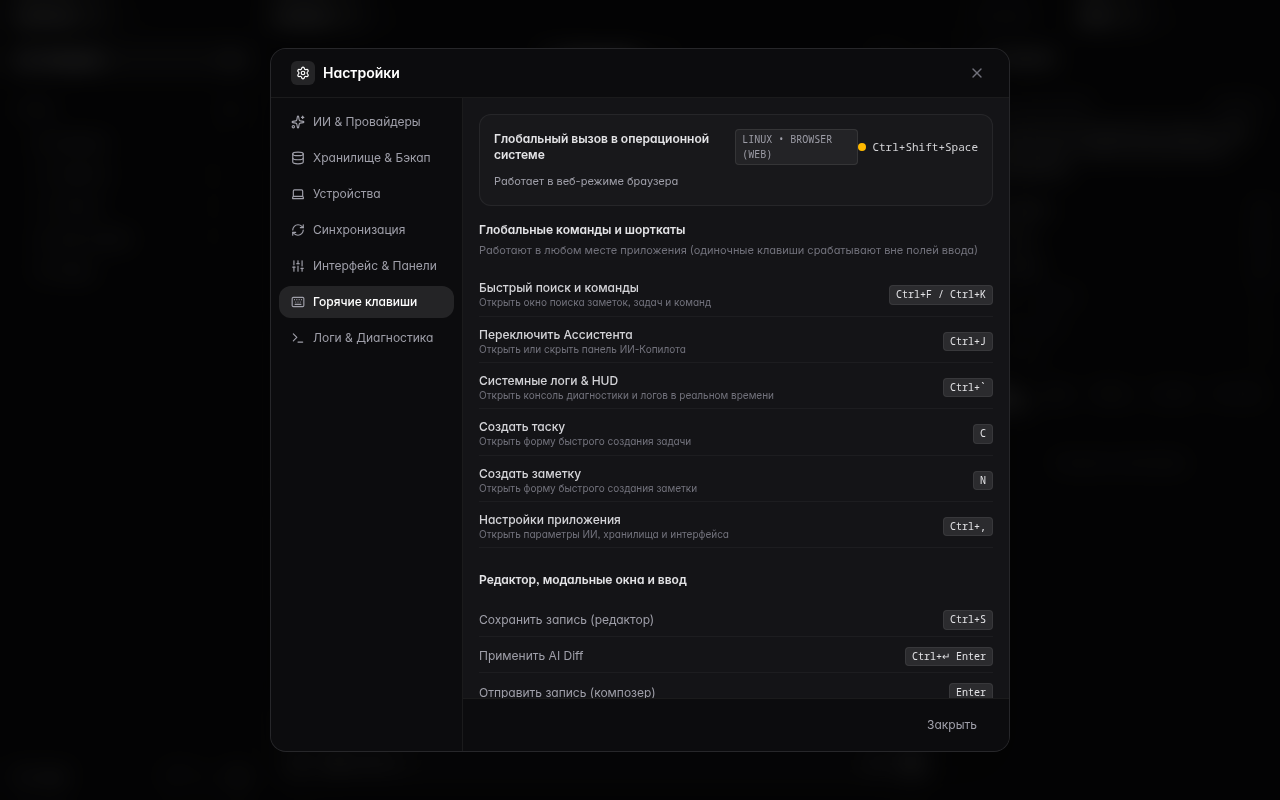 Настройки
ИИ & Провайдеры
Хранилище & Бэкап
Устройства
Синхронизация
Интерфейс & Панели
Горячие клавиши
Логи & Диагностика
Глобальный вызов в операционной
системе
LINUX • BROWSER
(WEB)
Ctrl+Shift+Space
Работает в веб-режиме браузера
Глобальные команды и шорткаты
Работают в любом месте приложения (одиночные клавиши срабатывают вне полей ввода)
Быстрый поиск и команды
Открыть окно поиска заметок, задач и команд
Ctrl+F / Ctrl+K
Переключить Ассистента
Открыть или скрыть панель ИИ-Копилота
Ctrl+J
Системные логи & HUD
Открыть консоль диагностики и логов в реальном времени
Ctrl+`
Создать таску
Открыть форму быстрого создания задачи
C
Создать заметку
Открыть форму быстрого создания заметки
N
Настройки приложения
Открыть параметры ИИ, хранилища и интерфейса
Ctrl+,
Редактор, модальные окна и ввод
Сохранить запись (редактор)
Ctrl+S
Применить AI Diff
Ctrl+↵ Enter
Отправить запись (композер)
Enter
Закрыть